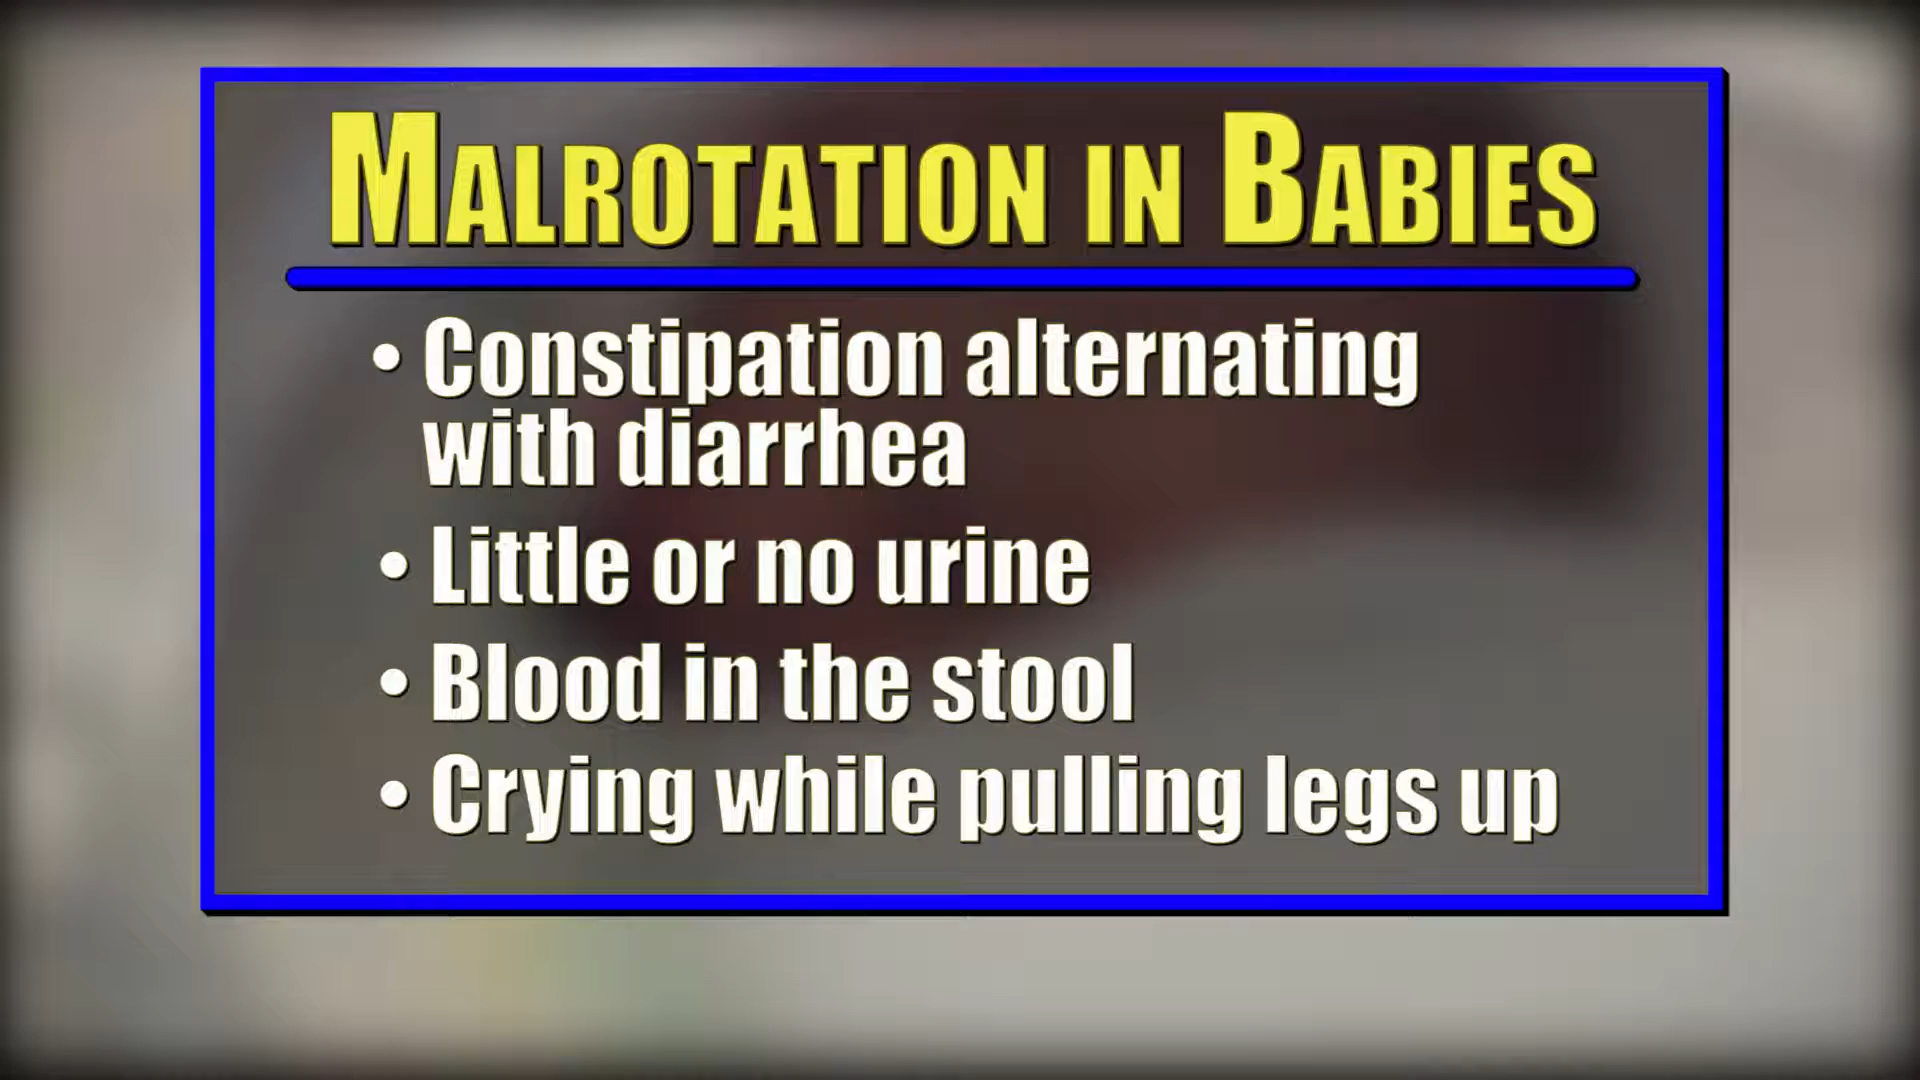 MALROTATION IN BABIES
• Constipation alternating
with diarrhea
• Little or no urine
• Blood in the stool
• Crying while pulling legs up